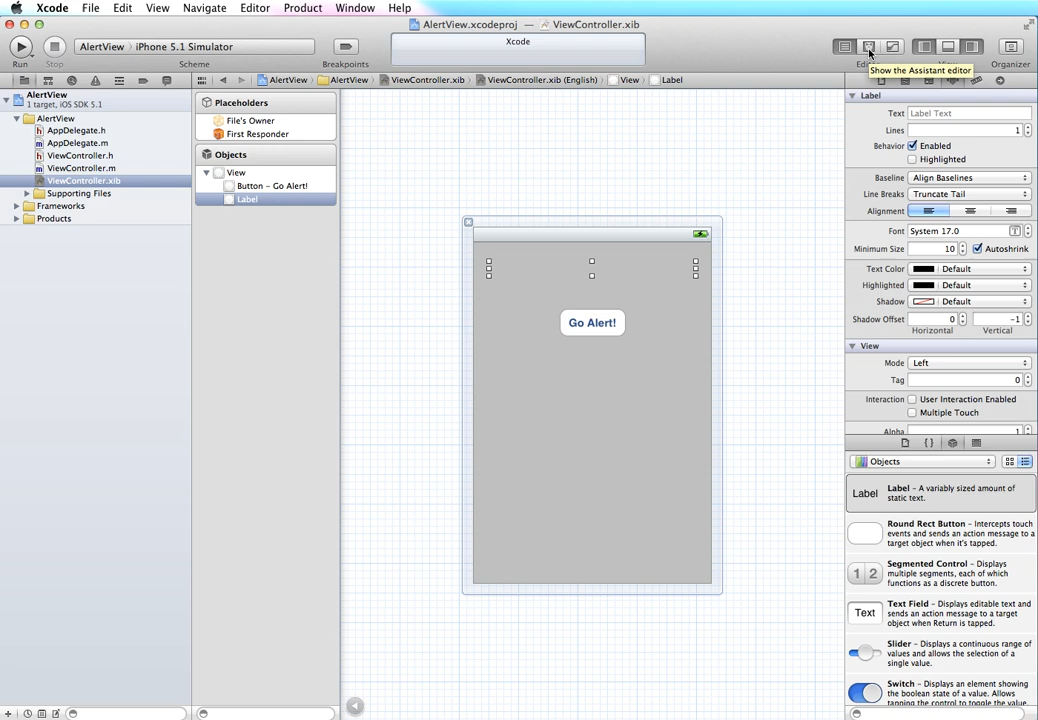 Xcode File Edit View Navigate Editor Product Window Help
AlertView.xcodeproj — ViewController.xib
AlertView › iPhone 5.1 Simulator
Xcode
Run Stop Scheme Breakpoints
Organizer
Show the Assistant editor
AlertView
1 target, iOS SDK 5.1
AlertView
AppDelegate.h
AppDelegate.m
ViewController.h
ViewController.m
ViewController.xib
Supporting Files
Frameworks
Products
AlertView › AlertView › ViewController.xib › ViewController.xib (English) › View › Label
Placeholders
File's Owner
First Responder
Objects
View
Button – Go Alert!
Label
Go Alert!
Label
Text Label Text
Lines 1
Behavior Enabled
Highlighted
Baseline Align Baselines
Line Breaks Truncate Tail
Alignment
Font System 17.0
Minimum Size 10 Autoshrink
Text Color Default
Highlighted Default
Shadow Default
Shadow Offset 0 -1
Horizontal Vertical
View
Mode Left
Tag 0
Interaction User Interaction Enabled
Multiple Touch
Alpha 1
Objects
Label
Label – A variably sized amount of
static text.
Round Rect Button – Intercepts touch
events and sends an action message to a
target object when it's tapped.
1 2
Segmented Control – Displays
multiple segments, each of which
functions as a discrete button.
Text
Text Field – Displays editable text and
sends an action message to a target
object when Return is tapped.
Slider – Displays a continuous range of
values and allows the selection of a
single value.
Switch – Displays an element showing
the boolean state of a value. Allows
tapping the control to toggle the value.